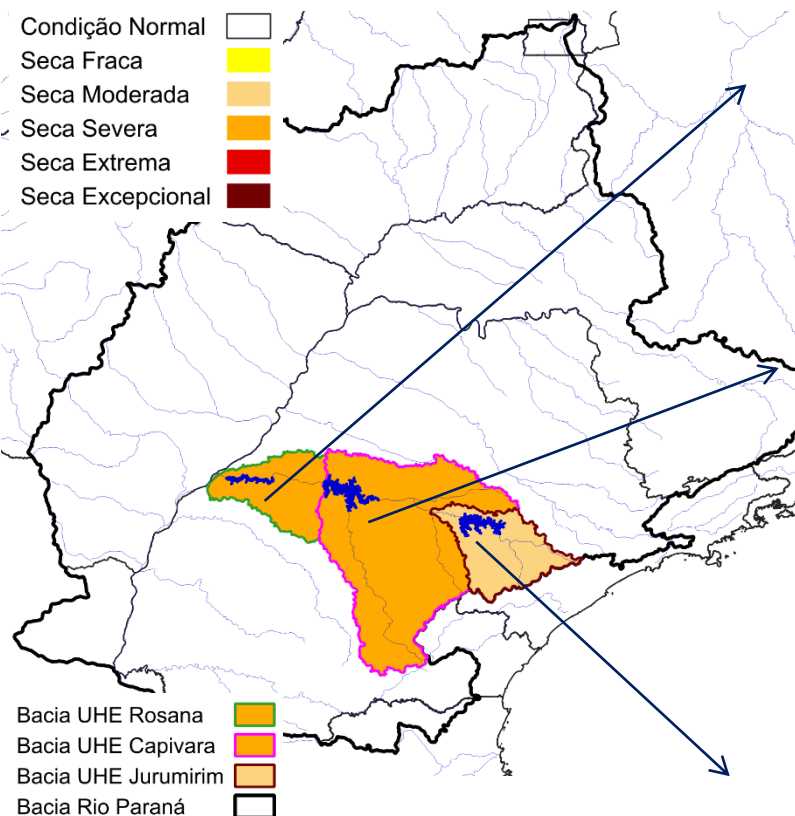 Condição Normal
Seca Fraca
Seca Moderada
Seca Severa
Seca Extrema
Seca Excepcional
Bacia UHE Rosana
Bacia UHE Capivara
Bacia UHE Jurumirim
Bacia Rio Paraná